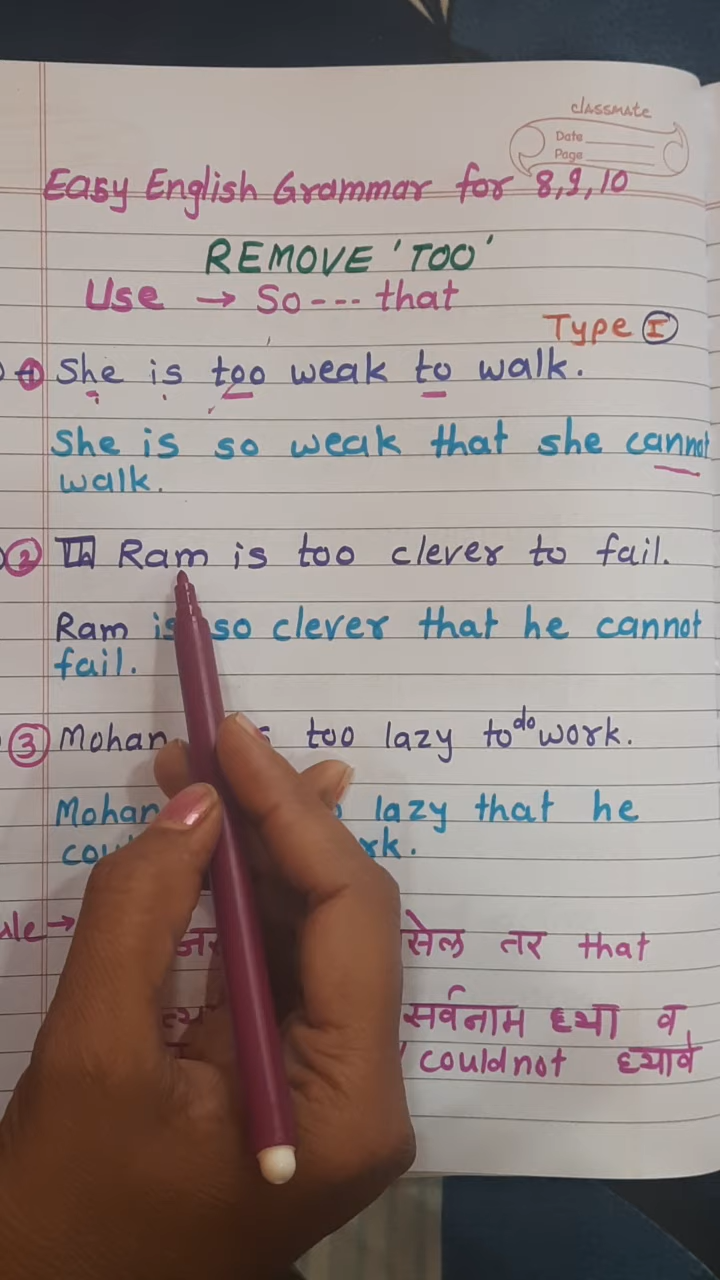 classmate
Date
Page
Easy English Grammar for 8,9,10
REMOVE 'TOO'
Use → So --- that
Type I
1 She is too weak to walk.
She is so weak that she cannot
walk.
2 Ram is too clever to fail.
Ram is so clever that he cannot
fail.
3 Mohan too lazy to do work.
Mohan lazy that he
सेल तर that
सर्वनाम घ्या व
couldnot घ्यावे